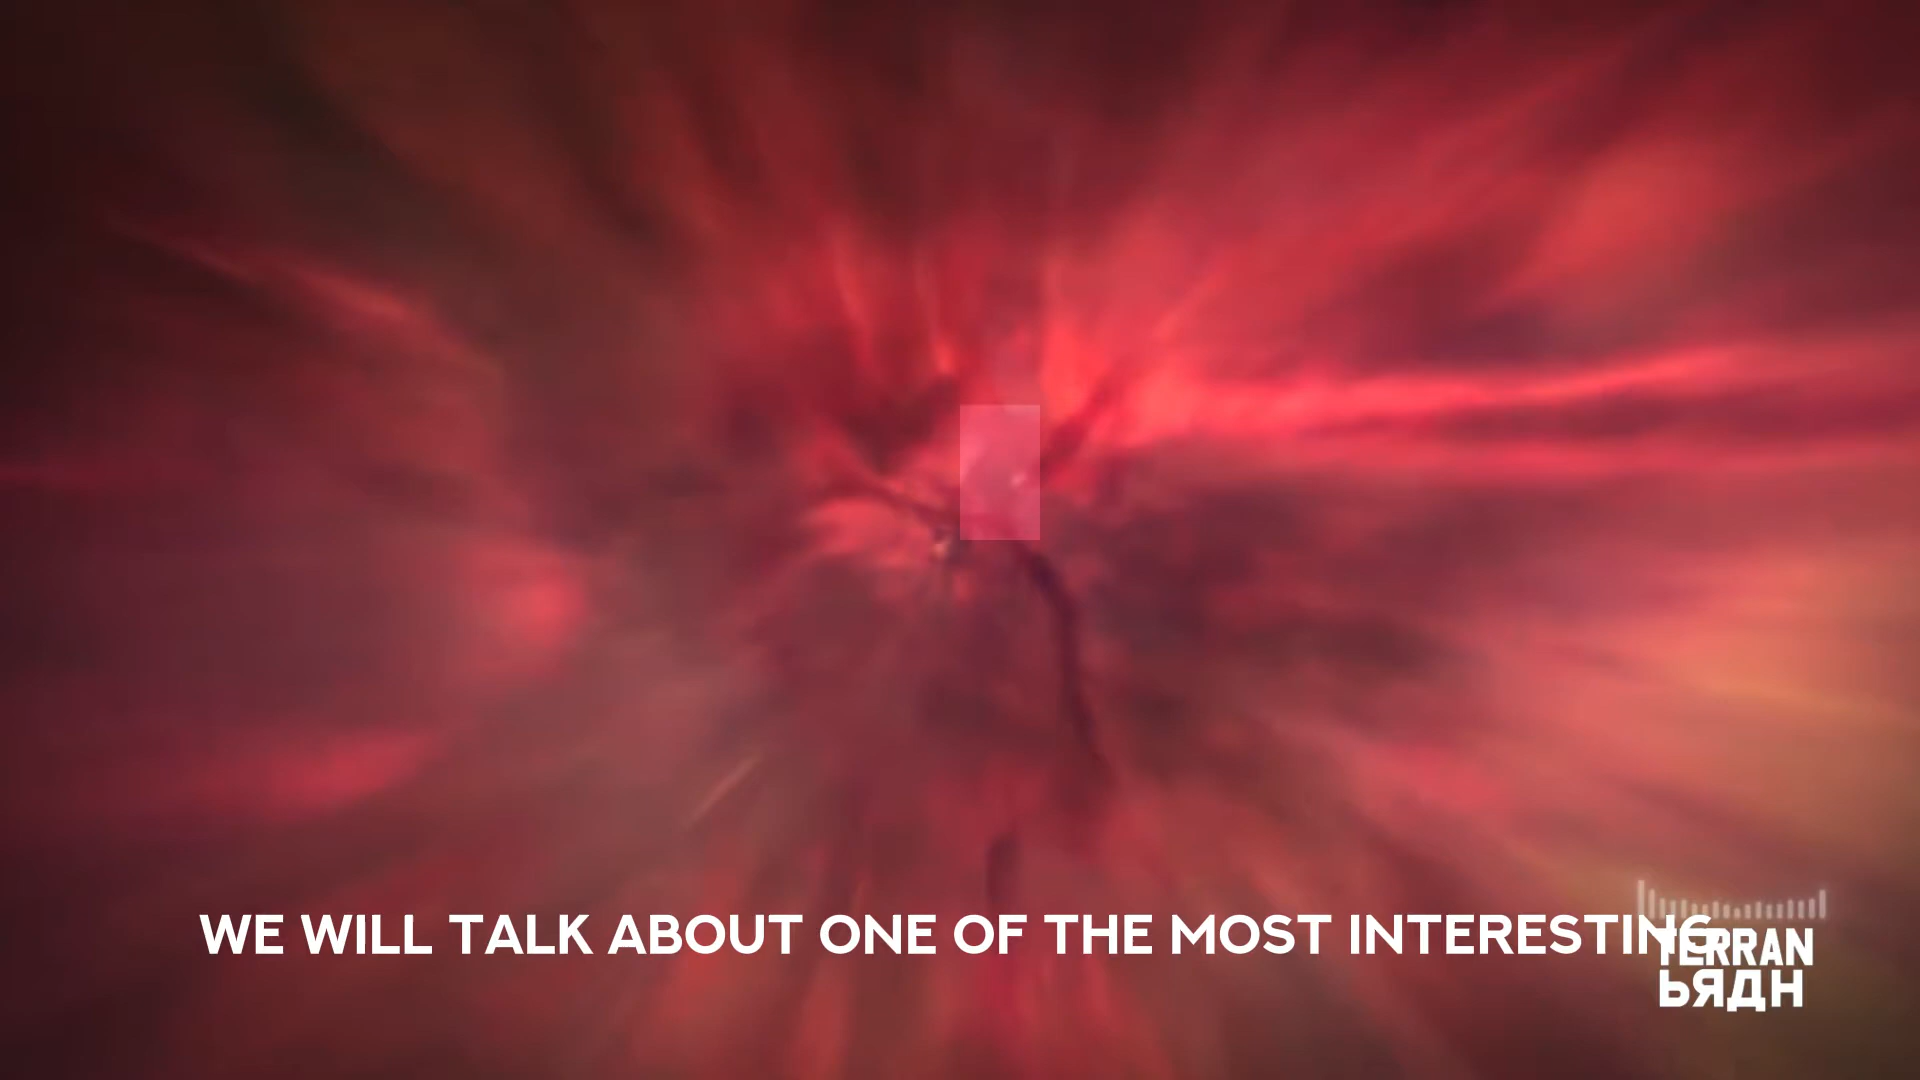 WE WILL TALK ABOUT ONE OF THE MOST INTERESTING
TERRAN
ЬЯДН